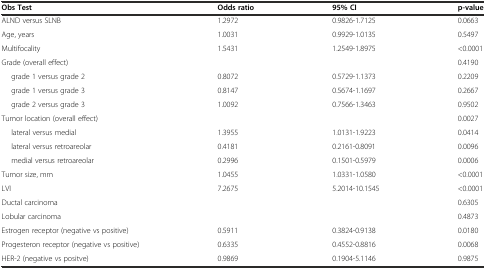 Obs Test Odds ratio 95% CI p-value
ALND versus SLNB 1.2972 0.9826-1.7125 0.0663
Age, years 1.0031 0.9929-1.0135 0.5497
Multifocality 1.5431 1.2549-1.8975 <0.0001
Grade (overall effect) 0.4190
grade 1 versus grade 2 0.8072 0.5729-1.1373 0.2209
grade 1 versus grade 3 0.8147 0.5674-1.1697 0.2667
grade 2 versus grade 3 1.0092 0.7566-1.3463 0.9502
Tumor location (overall effect) 0.0027
lateral versus medial 1.3955 1.0131-1.9223 0.0414
lateral versus retroareolar 0.4181 0.2161-0.8091 0.0096
medial versus retroareolar 0.2996 0.1501-0.5979 0.0006
Tumor size, mm 1.0455 1.0331-1.0580 <0.0001
LVI 7.2675 5.2014-10.1545 <0.0001
Ductal carcinoma 0.6305
Lobular carcinoma 0.4873
Estrogen receptor (negative vs positive) 0.5911 0.3824-0.9138 0.0180
Progesteron receptor (negative vs positive) 0.6335 0.4552-0.8816 0.0068
HER-2 (negative vs positve) 0.9869 0.1904-5.1146 0.9875